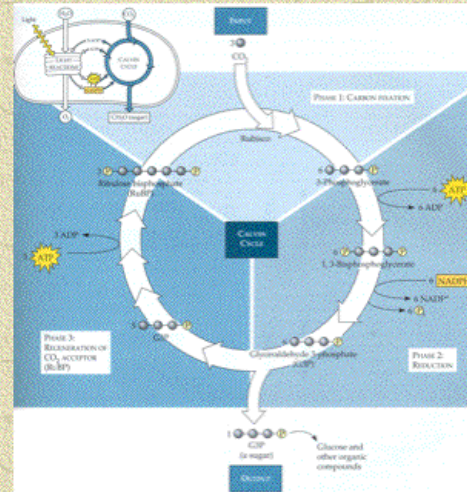 Light
H₂O
CO₂
LIGHT
REACTIONS
CALVIN
CYCLE
O₂
CH₂O (sugar)
INPUT
3
CO₂
PHASE 1: CARBON FIXATION
Rubisco
3 P P
Ribulose bisphosphate
(RuBP)
6 P
3-Phosphoglycerate
6 ATP
6 ADP
3 ADP
3 ATP
CALVIN
CYCLE
6 P P
1, 3-Bisphosphoglycerate
6 NADPH
6 NADP⁺
6 P
5 P
G3P
6 P
Glyceraldehyde 3-phosphate
(G3P)
PHASE 3:
REGENERATION OF
CO₂ ACCEPTOR
(RuBP)
PHASE 2:
REDUCTION
1 P
G3P
(a sugar)
Glucose and
other organic
compounds
OUTPUT